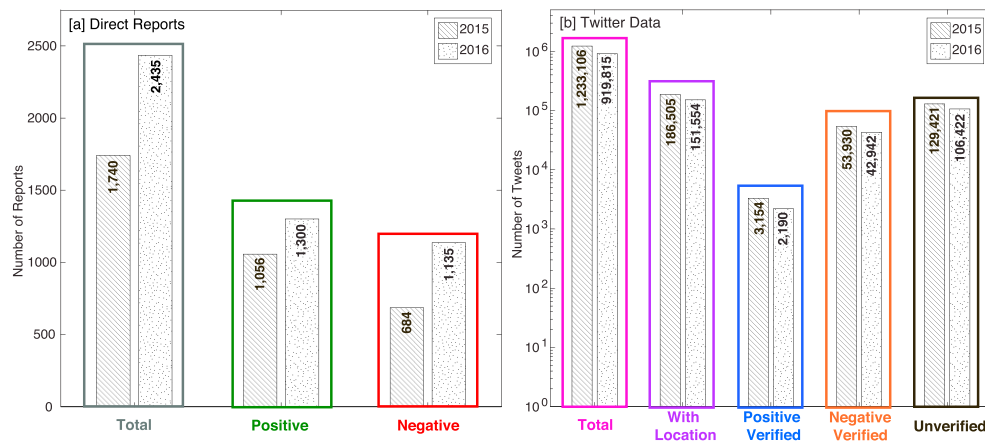 [a] Direct Reports
2015
2016
Number of Reports
2500
2000
1500
1000
500
0
1,740
2,435
1,056
1,300
684
1,135
Total
Positive
Negative
[b] Twitter Data
2015
2016
Number of Tweets
10^6
10^5
10^4
10^3
10^2
10^1
10^0
1,233,106
919,815
186,505
151,554
3,154
2,190
53,930
42,942
129,421
106,422
Total
With
Location
Positive
Verified
Negative
Verified
Unverified